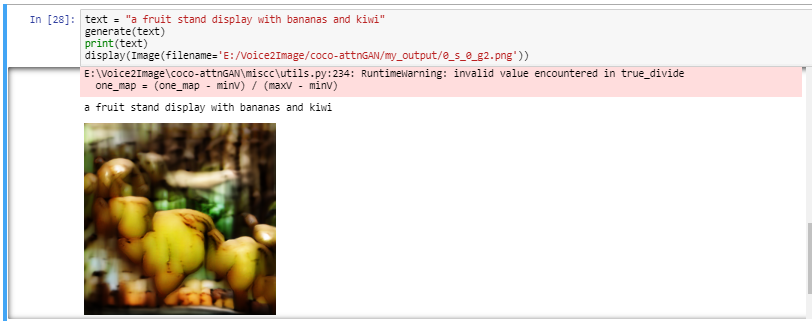 In [28]: text = "a fruit stand display with bananas and kiwi"
generate(text)
print(text)
display(Image(filename='E:/Voice2Image/coco-attnGAN/my_output/0_s_0_g2.png'))
E:\Voice2Image\coco-attnGAN\miscc\utils.py:234: RuntimeWarning: invalid value encountered in true_divide
one_map = (one_map - minV) / (maxV - minV)
a fruit stand display with bananas and kiwi